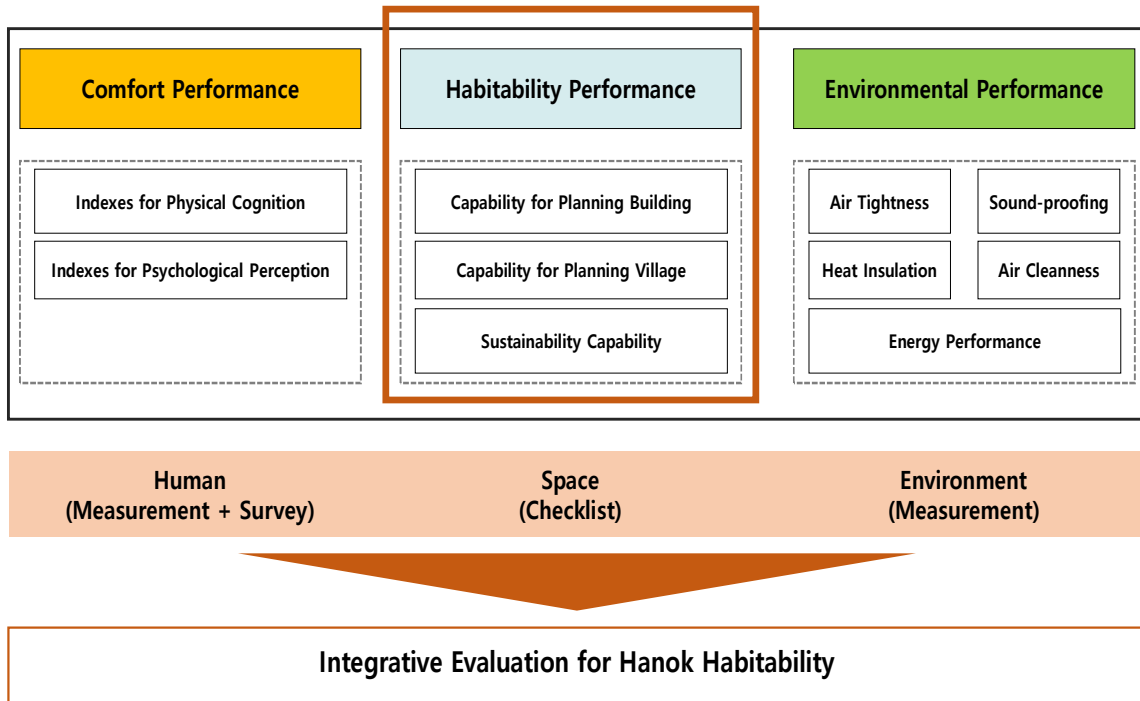 Comfort Performance
Habitability Performance
Environmental Performance
Indexes for Physical Cognition
Indexes for Psychological Perception
Capability for Planning Building
Capability for Planning Village
Sustainability Capability
Air Tightness
Sound-proofing
Heat Insulation
Air Cleanness
Energy Performance
Human
(Measurement + Survey)
Space
(Checklist)
Environment
(Measurement)
Integrative Evaluation for Hanok Habitability